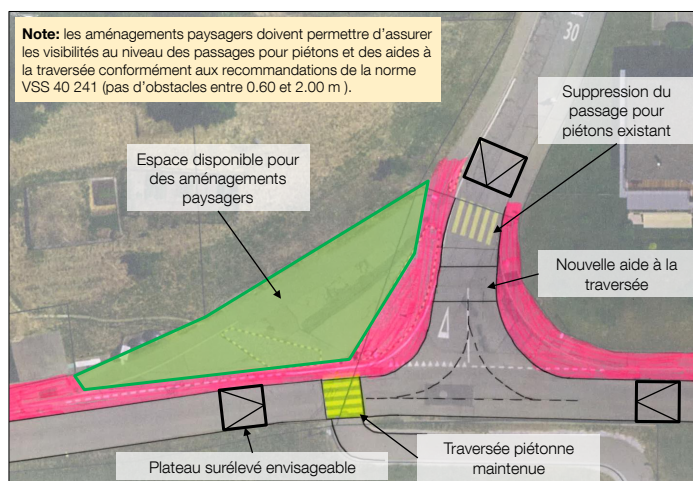 Note: les aménagements paysagers doivent permettre d'assurer
les visibilités au niveau des passages pour piétons et des aides à
la traversée conformément aux recommandations de la norme
VSS 40 241 (pas d'obstacles entre 0.60 et 2.00 m ).
30
Suppression du
passage pour
piétons existant
Espace disponible pour
des aménagements
paysagers
Nouvelle aide à la
traversée
Plateau surélevé envisageable
Traversée piétonne
maintenue